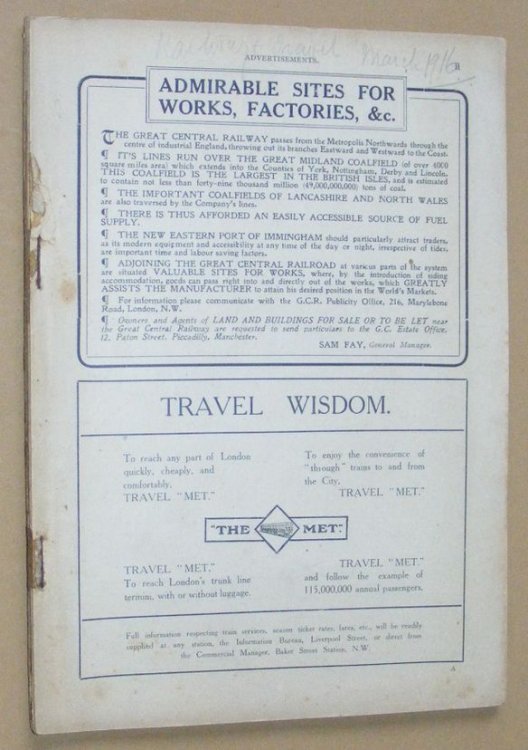 Railway & Travel March 1916
ADVERTISEMENTS.
ADMIRABLE SITES FOR
WORKS, FACTORIES, &c.
THE GREAT CENTRAL RAILWAY passes from the Metropolis Northwards through the
centre of industrial England, throwing out its branches Eastward and Westward to the Coast.
¶ IT'S LINES RUN OVER THE GREAT MIDLAND COALFIELD (of over 4000
square miles area) which extends into the Counties of York, Nottingham, Derby and Lincoln.
THIS COALFIELD IS THE LARGEST IN THE BRITISH ISLES, and is estimated
to contain not less than forty-nine thousand million (49,000,000,000) tons of coal.
¶ THE IMPORTANT COALFIELDS OF LANCASHIRE AND NORTH WALES
are also traversed by the Company's lines.
¶ THERE IS THUS AFFORDED AN EASILY ACCESSIBLE SOURCE OF FUEL
SUPPLY.
¶ THE NEW EASTERN PORT OF IMMINGHAM should particularly attract traders,
as its modern equipment and accessibility at any time of the day or night, irrespective of tides,
are important time and labour saving factors.
¶ ADJOINING THE GREAT CENTRAL RAILROAD at various parts of the system
are situated VALUABLE SITES FOR WORKS, where, by the introduction of siding
accommodation, goods can pass right into and directly out of the works, which GREATLY
ASSISTS THE MANUFACTURER to attain his desired position in the World's Markets.
¶ For information please communicate with the G.C.R. Publicity Office, 216, Marylebone
Road, London, N.W.
¶ Owners and Agents of LAND AND BUILDINGS FOR SALE OR TO BE LET near
the Great Central Railway are requested to send particulars to the G.C. Estate Office,
12, Paton Street, Piccadilly, Manchester.
SAM FAY, General Manager.
TRAVEL WISDOM.
To reach any part of London
quickly, cheaply, and
comfortably,
TRAVEL "MET."
To enjoy the convenience of
"through" trains to and from
the City,
TRAVEL "MET."
"THE MET."
TRAVEL "MET."
To reach London's trunk line
termini, with or without luggage.
TRAVEL "MET."
and follow the example of
115,000,000 annual passengers.
Full information respecting train services, season ticket rates, fares, etc., will be readily
supplied at any station, the Information Bureau, Liverpool Street, or direct from
the Commercial Manager, Baker Street Station, N.W.
A